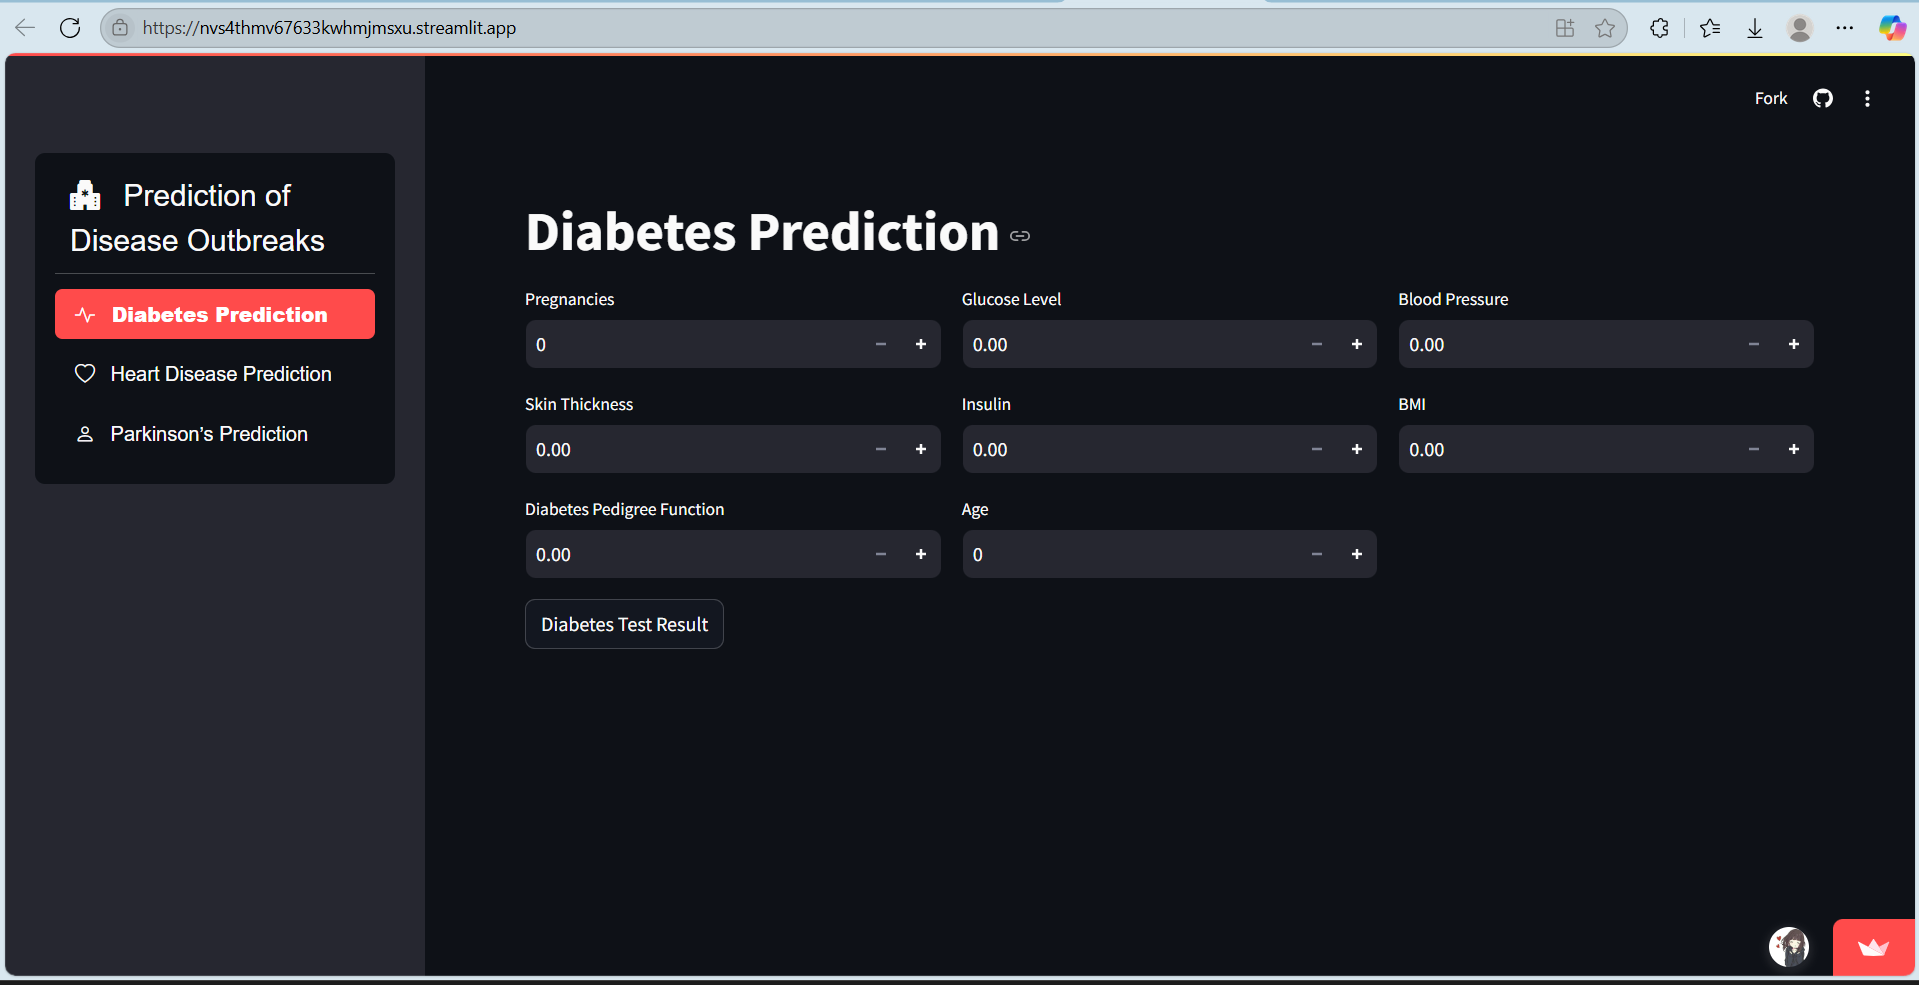 https://nvs4thmv67633kwhmjmsxu.streamlit.app
Fork
Prediction of
Disease Outbreaks
Diabetes Prediction
Heart Disease Prediction
Parkinson's Prediction
Diabetes Prediction
Pregnancies Glucose Level Blood Pressure
0 0.00 0.00
Skin Thickness Insulin BMI
0.00 0.00 0.00
Diabetes Pedigree Function Age
0.00 0
Diabetes Test Result